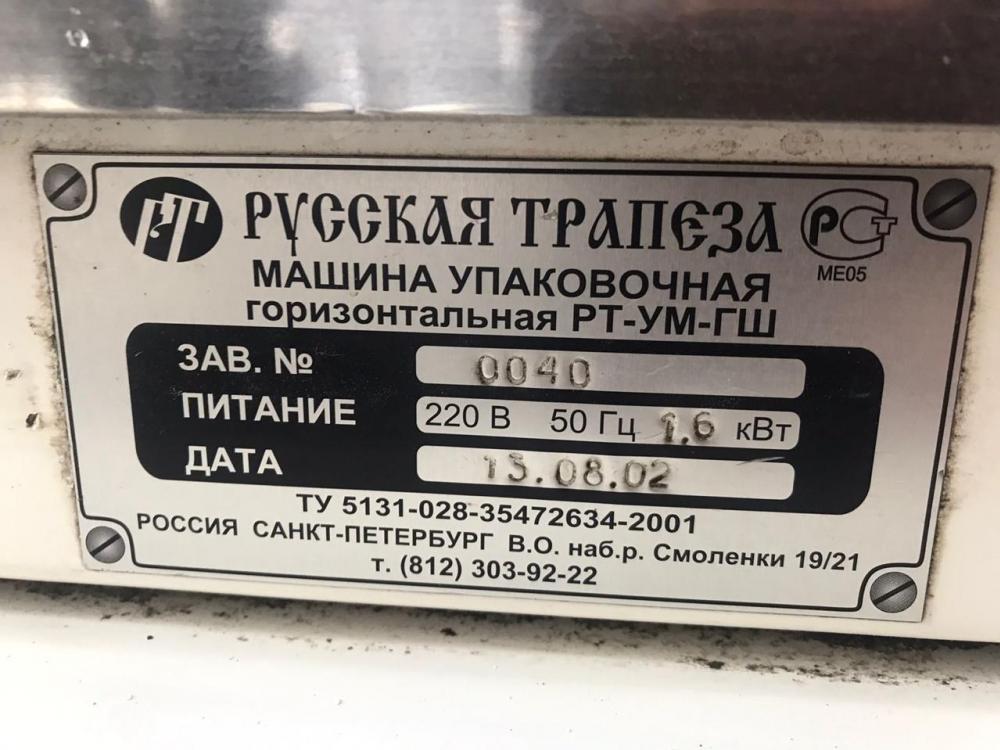 РТ РУССКАЯ ТРАПЕЗА РСТ
МЕ05
МАШИНА УПАКОВОЧНАЯ
горизонтальная РТ-УМ-ГШ
ЗАВ. № 0040
ПИТАНИЕ 220 В 50 Гц 1.6 кВт
ДАТА 13.08.02
ТУ 5131-028-35472634-2001
РОССИЯ САНКТ-ПЕТЕРБУРГ В.О. наб.р. Смоленки 19/21
т. (812) 303-92-22